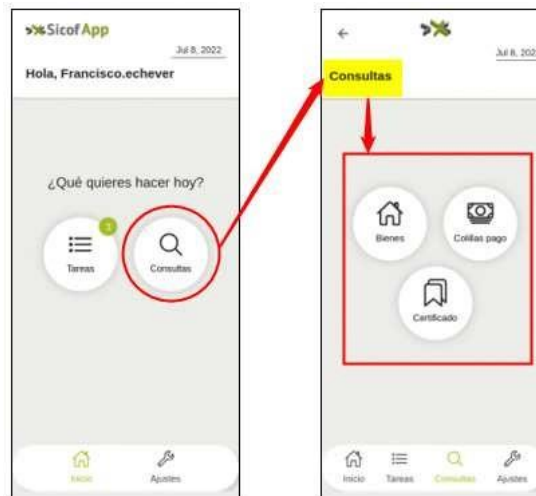 SicofApp
Jul 8, 2022
Hola, Francisco.echever
¿Qué quieres hacer hoy?
3
Tareas
Consultas
Inicio
Ajustes
Jul 8, 202
Consultas
Bienes
Colillas pago
Certificado
Inicio
Tareas
Consultas
Ajustes